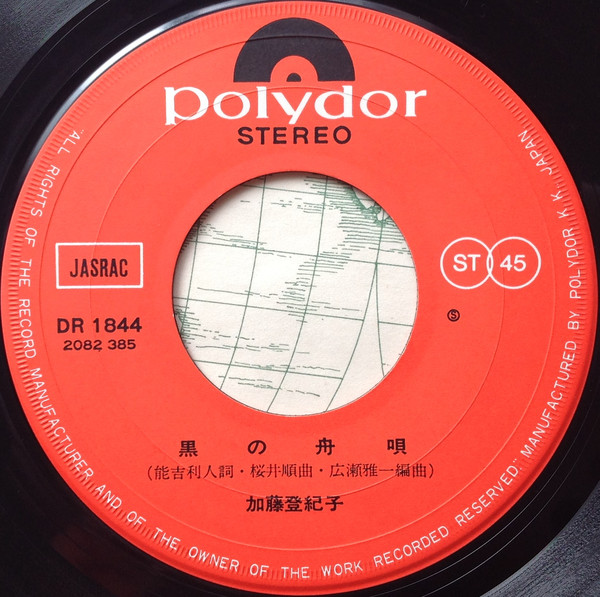 polydor
STEREO
JASRAC
ST 45
DR 1844
2082 385
Ⓢ
黒の舟唄
(能吉利人詞・桜井順曲・広瀬雅一編曲)
加藤登紀子
"ALL RIGHTS OF THE RECORD MANUFACTURER AND OF THE OWNER OF THE WORK RECORDED RESERVED." MANUFACTURED BY POLYDOR K.K. JAPAN